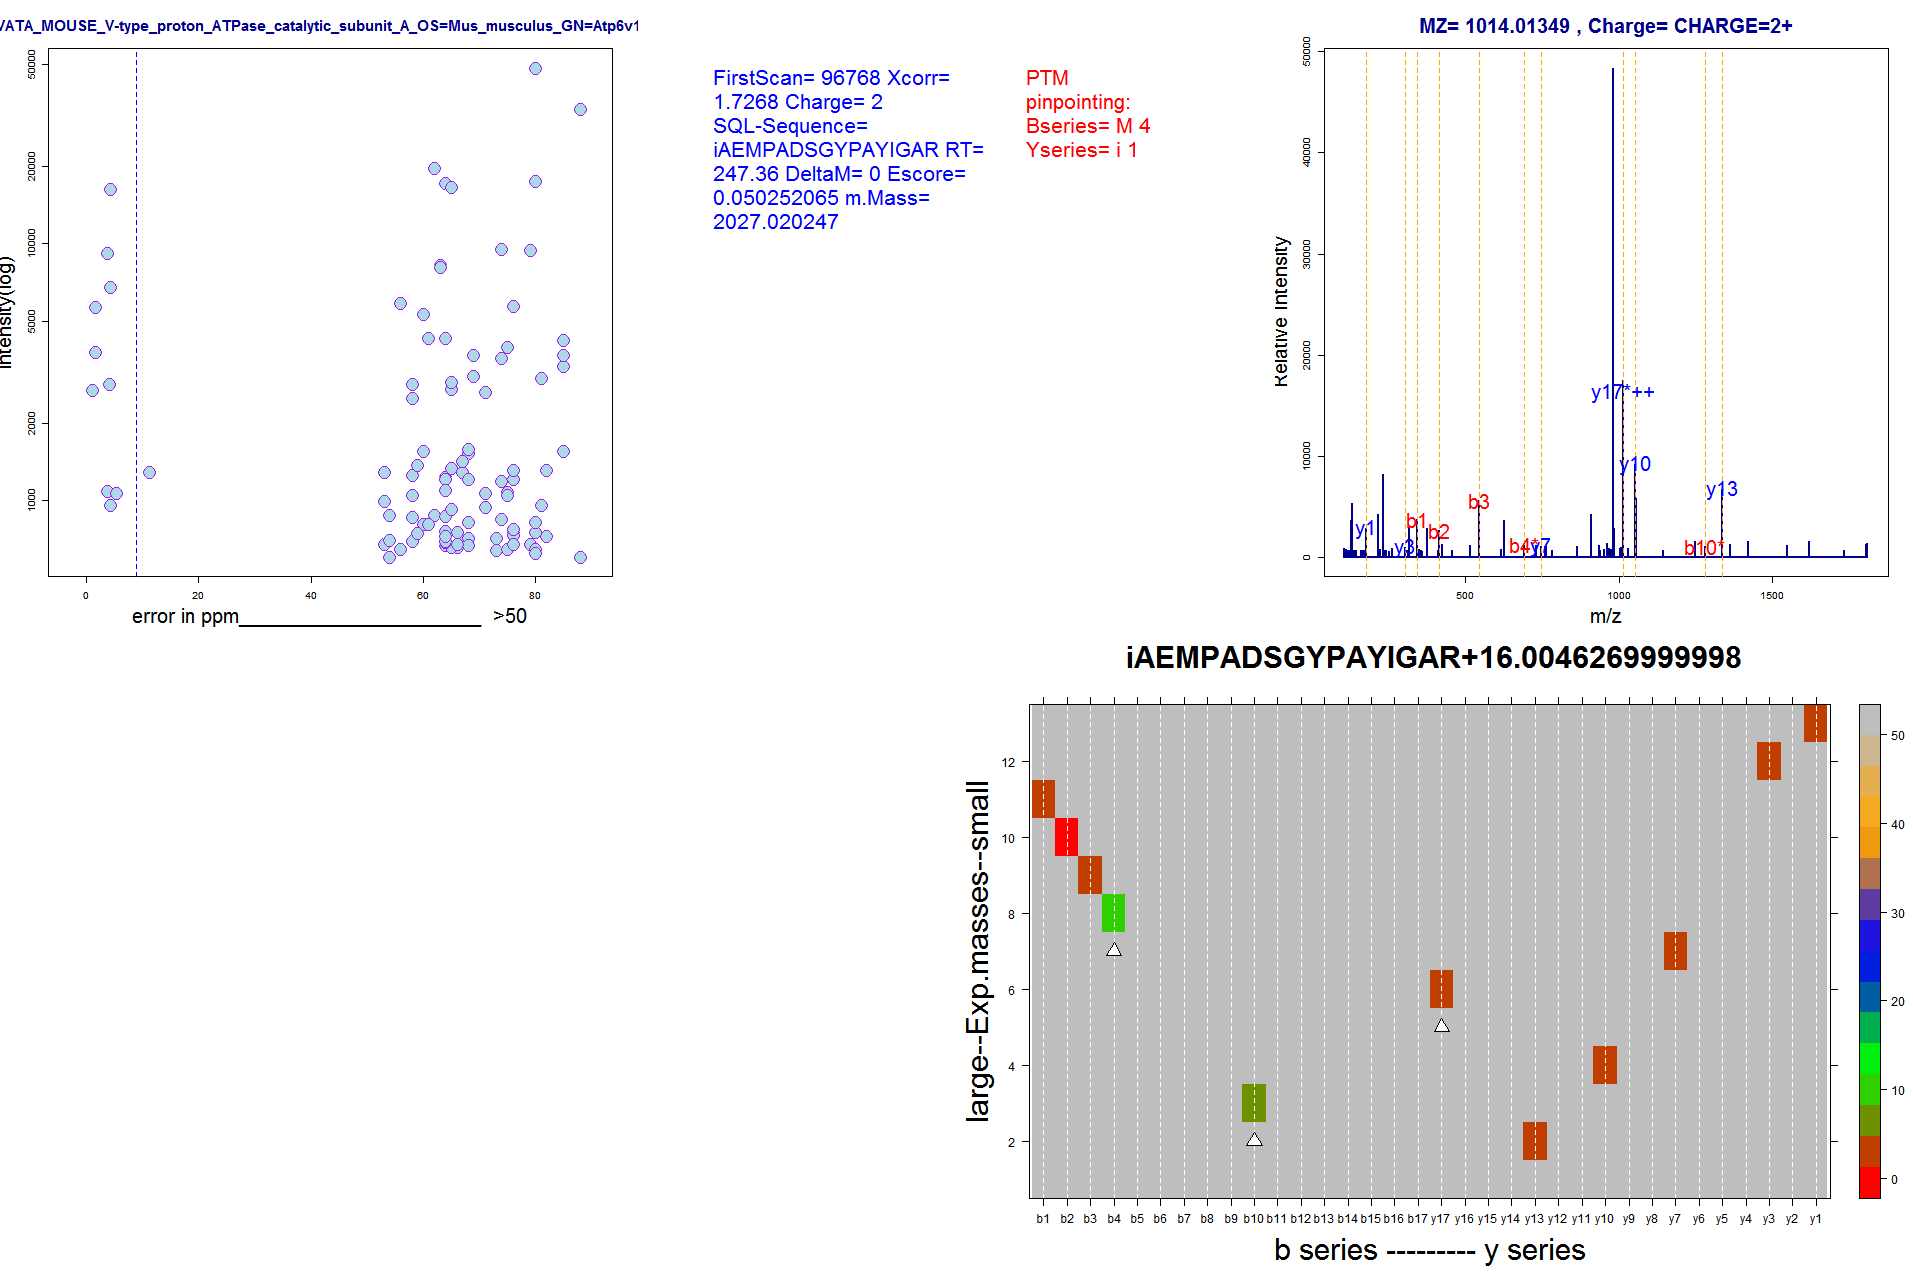 VATA_MOUSE_V-type_proton_ATPase_catalytic_subunit_A_OS=Mus_musculus_GN=Atp6v1
intensity(log)
50000
20000
10000
5000
2000
1000
0 20 40 60 80
error in ppm______________________ >50
FirstScan= 96768 Xcorr=
1.7268 Charge= 2
SQL-Sequence=
iAEMPADSGYPAYIGAR RT=
247.36 DeltaM= 0 Escore=
0.050252065 m.Mass=
2027.020247
PTM
pinpointing:
Bseries= M 4
Yseries= i 1
MZ= 1014.01349 , Charge= CHARGE=2+
Relative Intensity
50000
40000
30000
20000
10000
0
y17*++
y10
y13
b3
b1
y1
b2
y3
b4*
y7
b10*
500 1000 1500
m/z
iAEMPADSGYPAYIGAR+16.0046269999998
large--Exp.masses--small
12
10
8
6
4
2
50
40
30
20
10
0
b1 b2 b3 b4 b5 b6 b7 b8 b9 b10 b11 b12 b13 b14 b15 b16 b17 y17 y16 y15 y14 y13 y12 y11 y10 y9 y8 y7 y6 y5 y4 y3 y2 y1
b series --------- y series